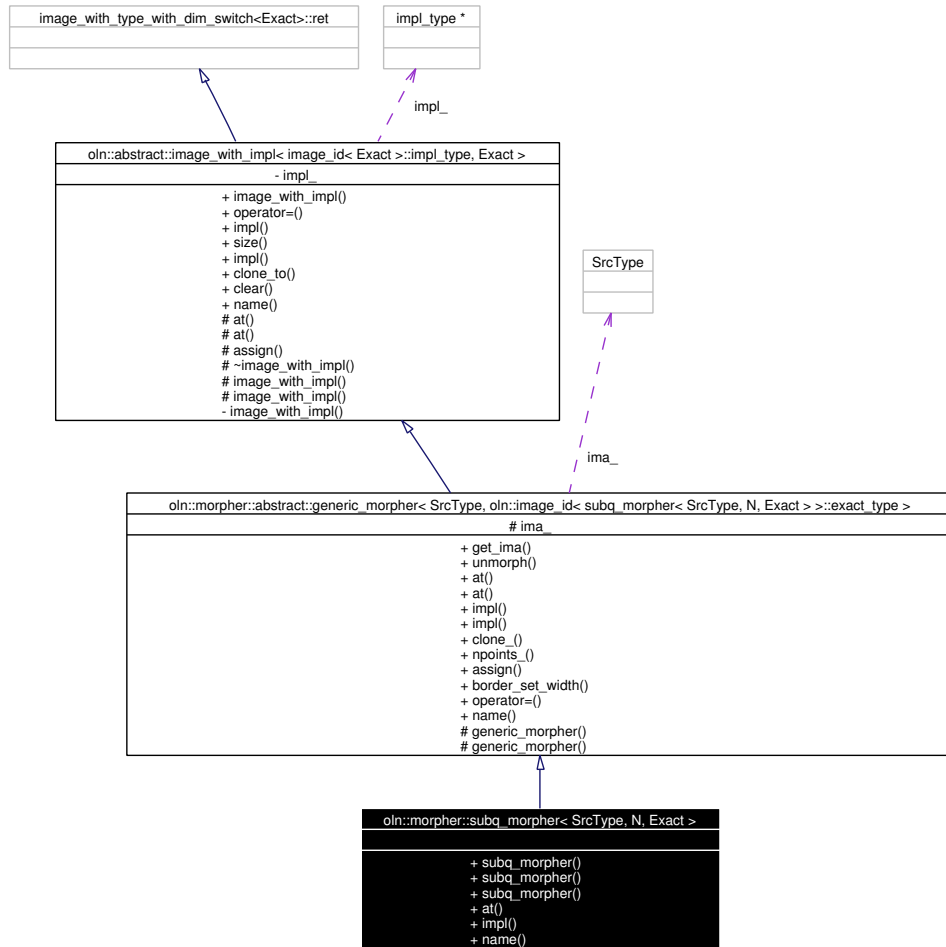 image_with_type_with_dim_switch<Exact>::ret
impl_type *
impl_
oln::abstract::image_with_impl< image_id< Exact >::impl_type, Exact >
- impl_
+ image_with_impl()
+ operator=()
+ impl()
+ size()
+ impl()
+ clone_to()
+ clear()
+ name()
# at()
# at()
# assign()
# ~image_with_impl()
# image_with_impl()
# image_with_impl()
- image_with_impl()
SrcType
ima_
oln::morpher::abstract::generic_morpher< SrcType, oln::image_id< subq_morpher< SrcType, N, Exact > >::exact_type >
# ima_
+ get_ima()
+ unmorph()
+ at()
+ at()
+ impl()
+ impl()
+ clone_()
+ npoints_()
+ assign()
+ border_set_width()
+ operator=()
+ name()
# generic_morpher()
# generic_morpher()
oln::morpher::subq_morpher< SrcType, N, Exact >
+ subq_morpher()
+ subq_morpher()
+ subq_morpher()
+ at()
+ impl()
+ name()